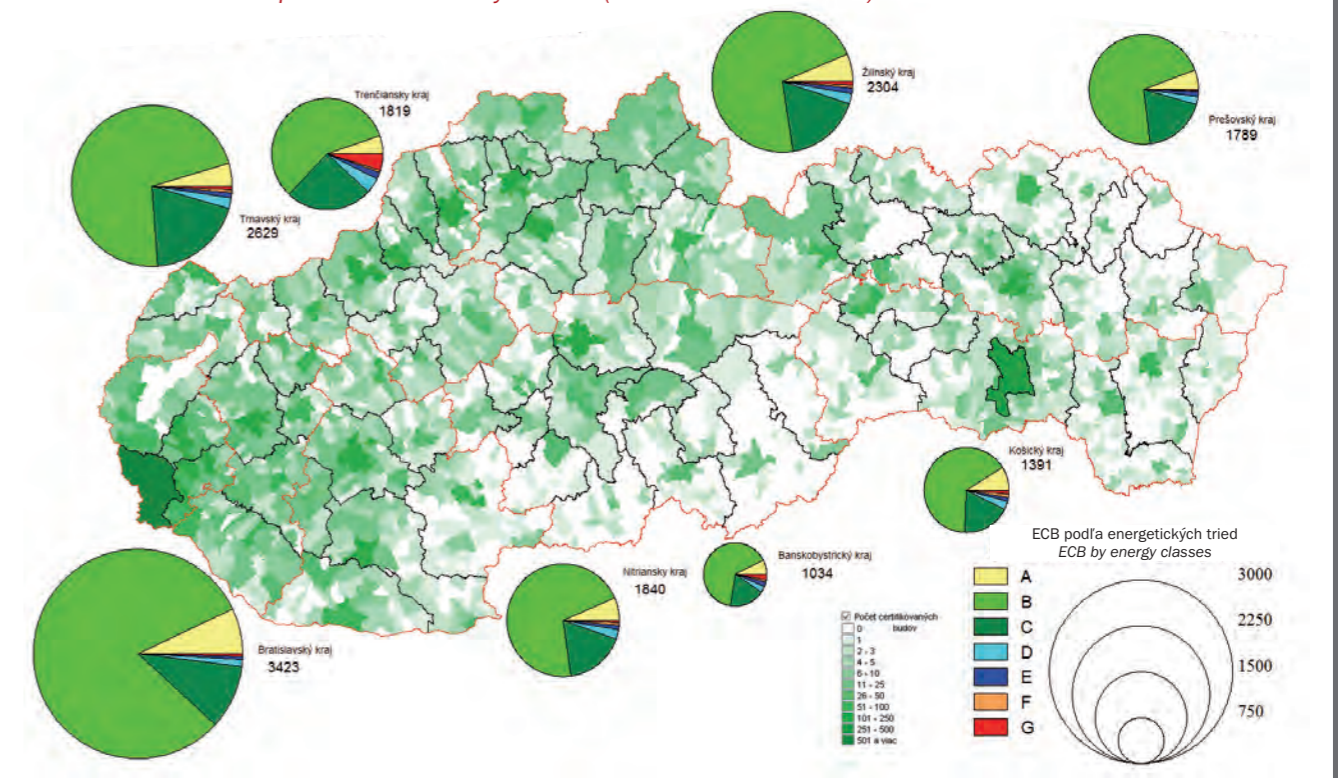 Žilinský kraj
2304
Trenčiansky kraj
1819
Prešovský kraj
1789
Trnavský kraj
2629
Košický kraj
1391
Banskobystrický kraj
1034
Nitriansky kraj
1840
Bratislavský kraj
3423
Počet certifikovaných
budov
0
1
2 - 3
4 - 5
6 - 10
11 - 25
26 - 50
51 - 100
101 - 250
251 - 500
501 a viac
ECB podľa energetických tried
ECB by energy classes
A
B
C
D
E
F
G
3000
2250
1500
750